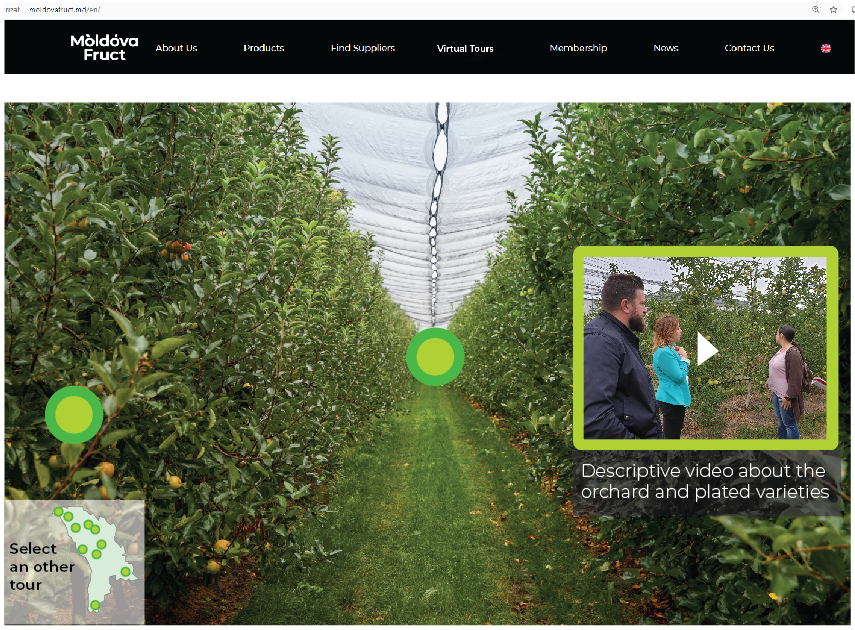 moldovafruct.md/en/
Mòldóva
Fruct
About Us
Products
Find Suppliers
Virtual Tours
Membership
News
Contact Us
Descriptive video about the
orchard and plated varieties
Select
an other
tour